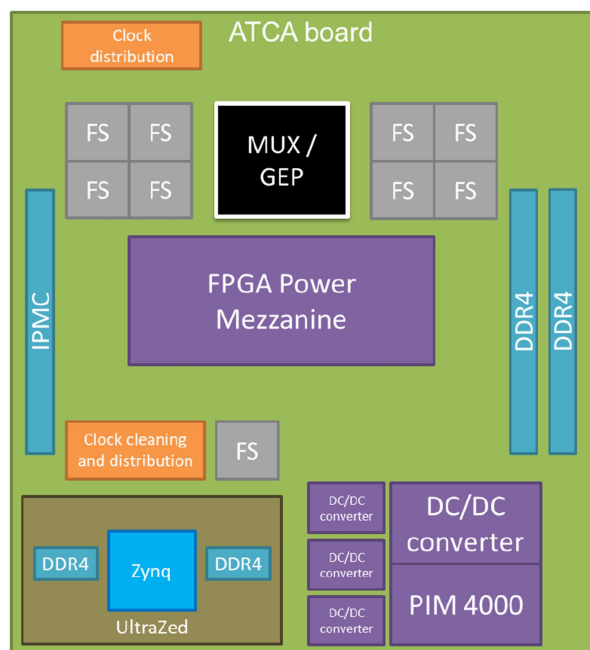 ATCA board
Clock
distribution
FS FS
FS FS
MUX /
GEP
FS FS
FS FS
IPMC
FPGA Power
Mezzanine
DDR4
DDR4
Clock cleaning
and distribution
FS
DDR4
Zynq
DDR4
UltraZed
DC/DC
converter
DC/DC
converter
DC/DC
converter
DC/DC
converter
PIM 4000